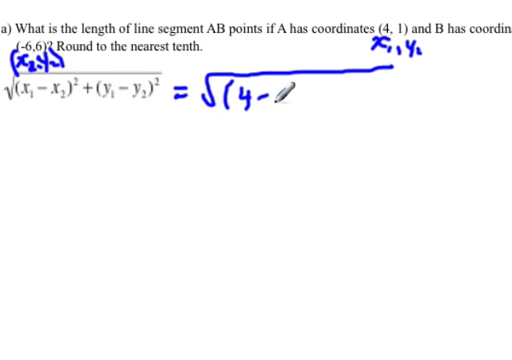 a) What is the length of line segment AB points if A has coordinates (4, 1) and B has coordin
(-6,6)? Round to the nearest tenth.
x₁, y₁
(x₂, y₂)
√(x₁ − x₂)² + (y₁ − y₂)² = √(4 −